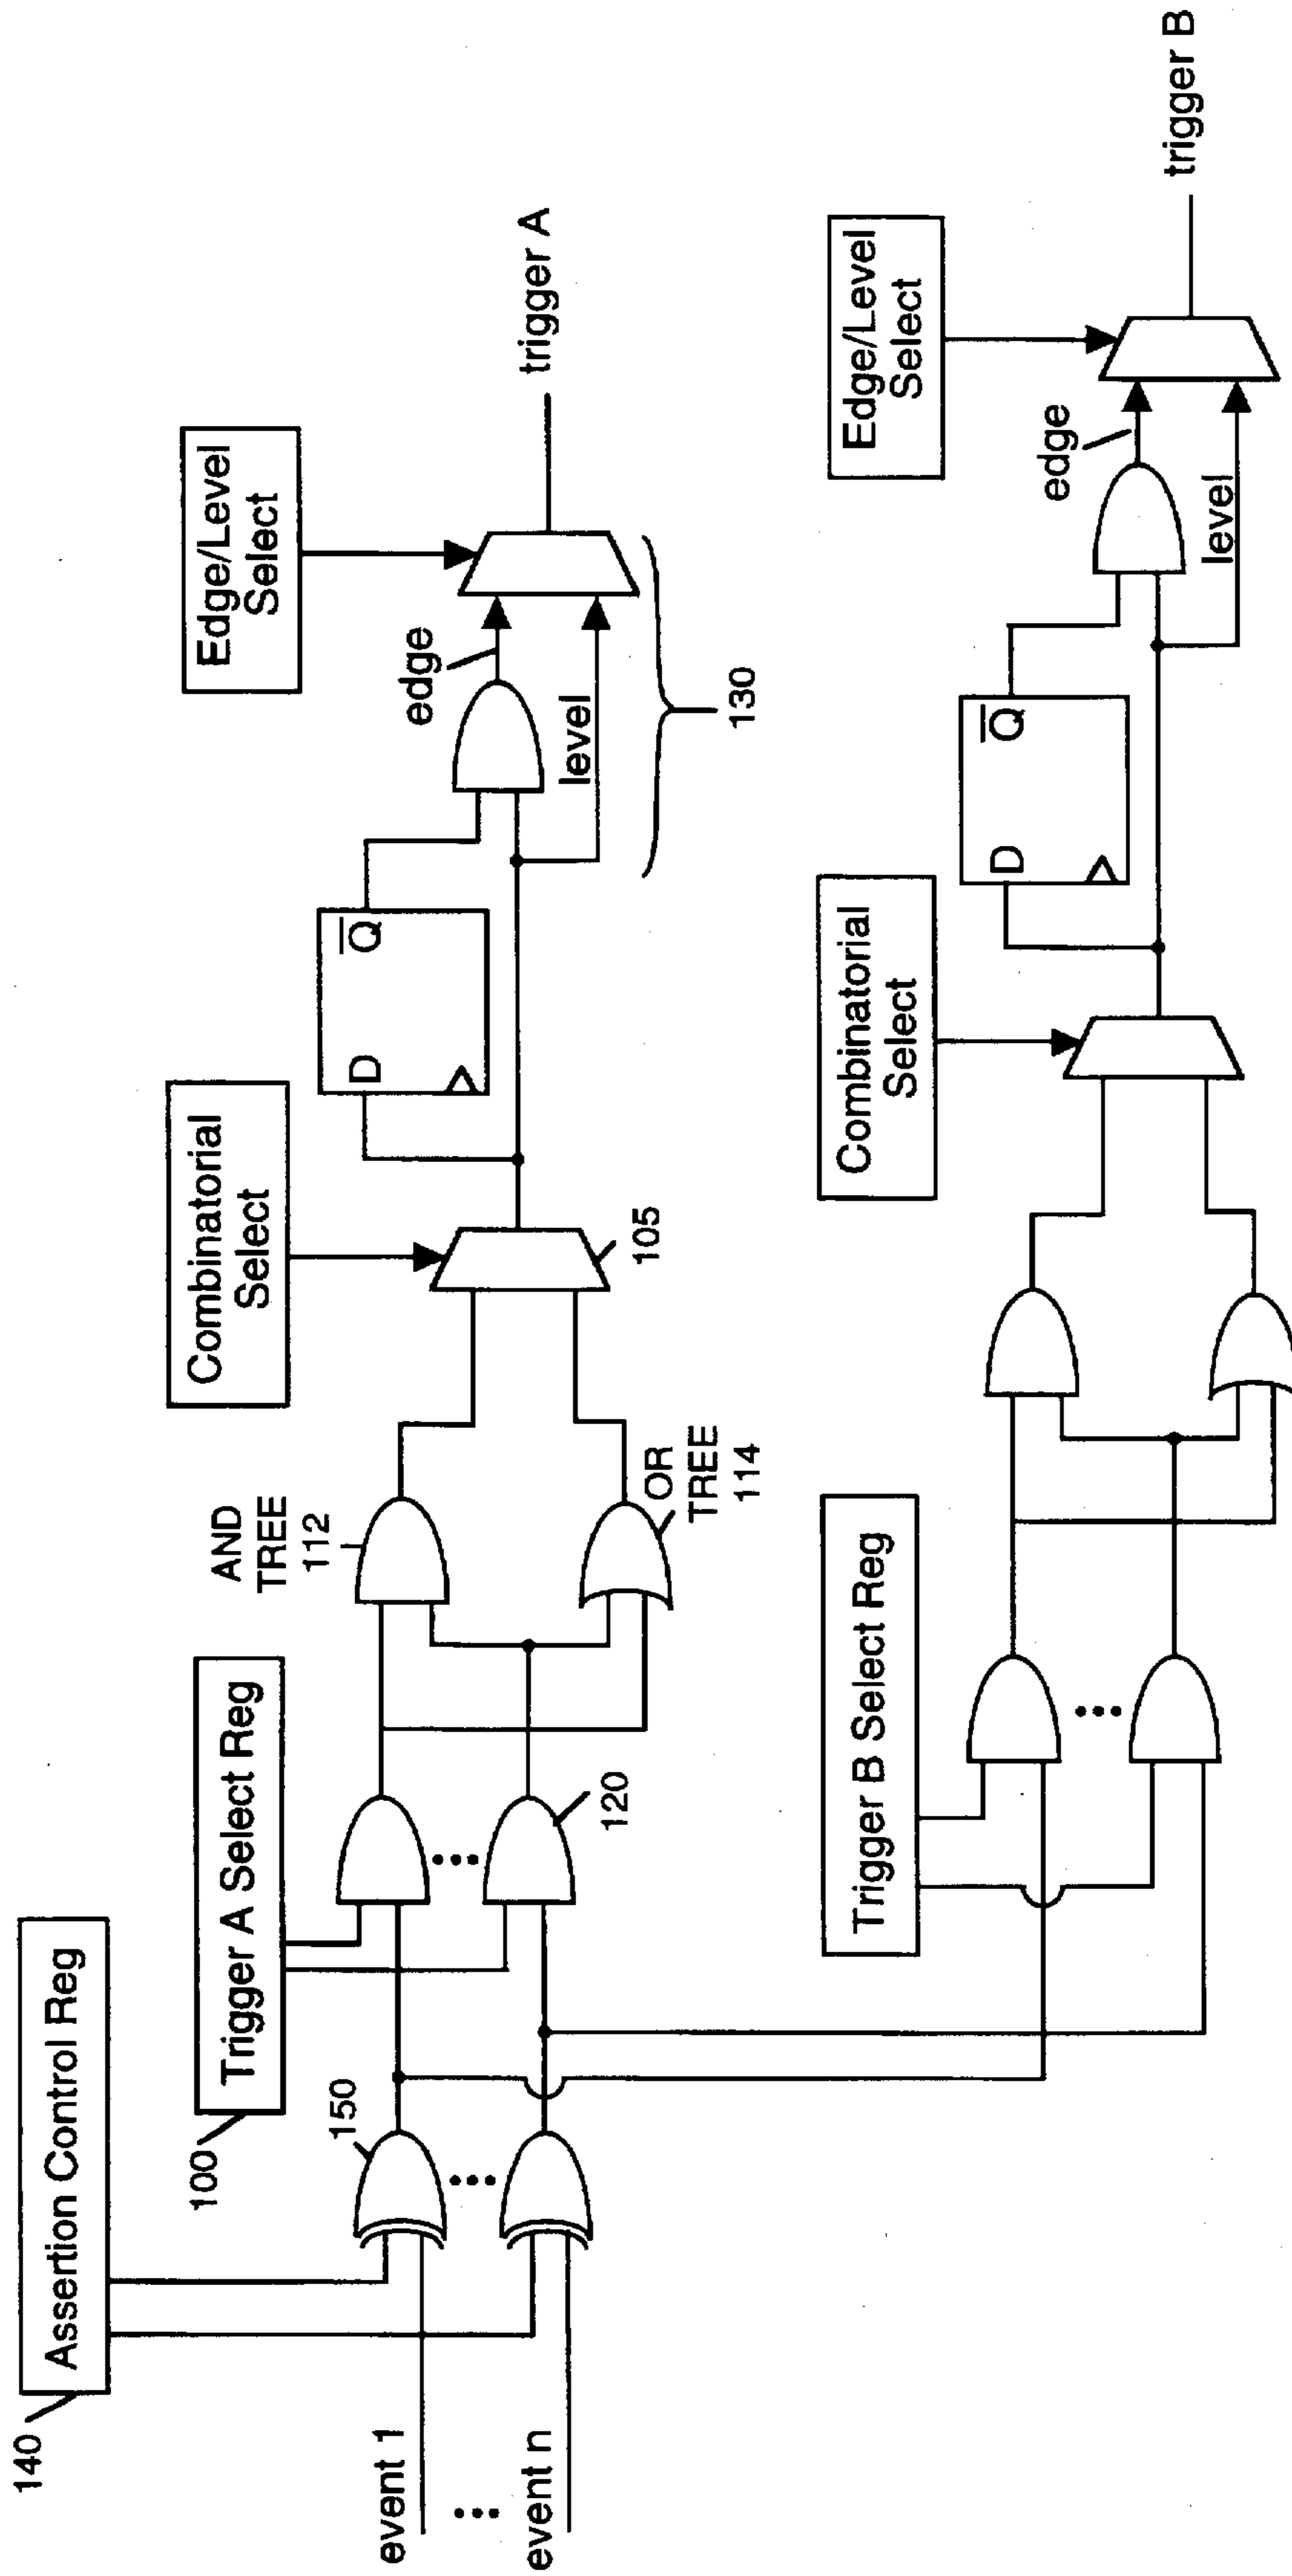 140
Assertion Control Reg
100
Trigger A Select Reg
Combinatorial
Select
Edge/Level
Select
event 1
event n
150
120
AND
TREE
112
OR
TREE
114
105
D
Q
edge
level
130
trigger A
Trigger B Select Reg
Combinatorial
Select
D
Q
edge
level
Edge/Level
Select
trigger B